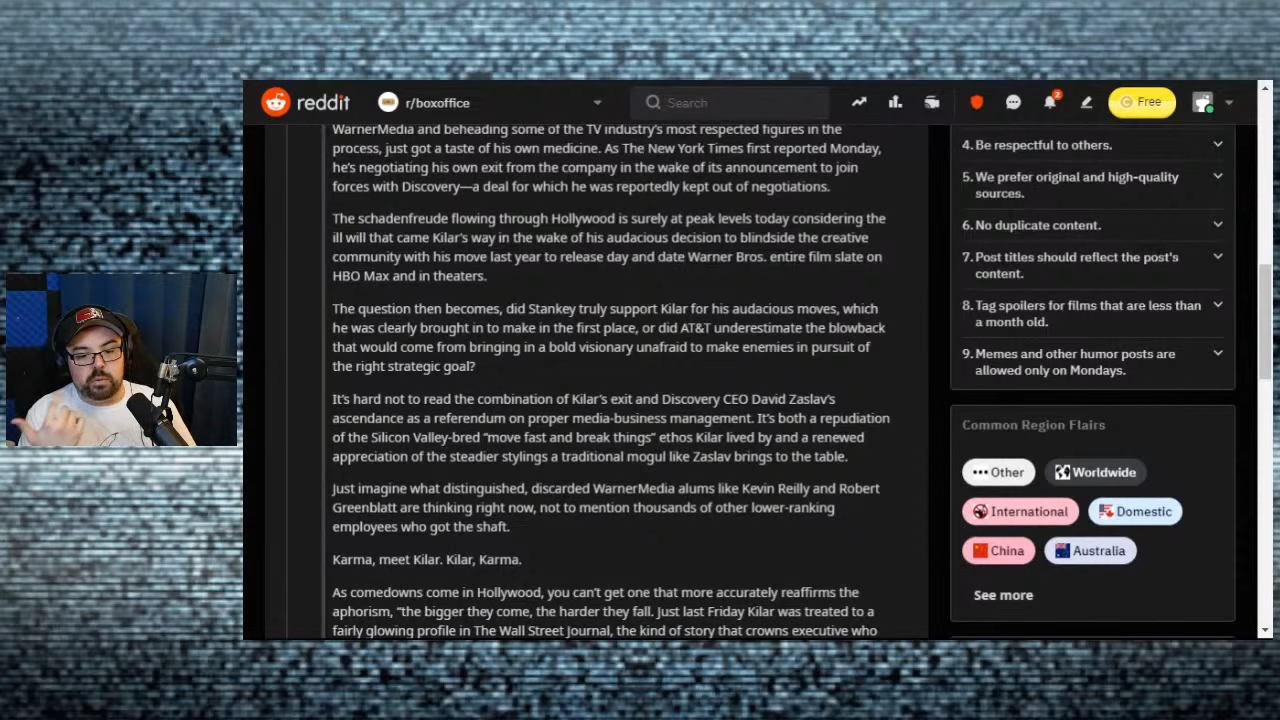 reddit
r/boxoffice
Search
2
Free
WarnerMedia and beheading some of the TV industry's most respected figures in the
process, just got a taste of his own medicine. As The New York Times first reported Monday,
he's negotiating his own exit from the company in the wake of its announcement to join
forces with Discovery—a deal for which he was reportedly kept out of negotiations.
The schadenfreude flowing through Hollywood is surely at peak levels today considering the
ill will that came Kilar's way in the wake of his audacious decision to blindside the creative
community with his move last year to release day and date Warner Bros. entire film slate on
HBO Max and in theaters.
The question then becomes, did Stankey truly support Kilar for his audacious moves, which
he was clearly brought in to make in the first place, or did AT&T underestimate the blowback
that would come from bringing in a bold visionary unafraid to make enemies in pursuit of
the right strategic goal?
It's hard not to read the combination of Kilar's exit and Discovery CEO David Zaslav's
ascendance as a referendum on proper media-business management. It's both a repudiation
of the Silicon Valley-bred "move fast and break things" ethos Kilar lived by and a renewed
appreciation of the steadier stylings a traditional mogul like Zaslav brings to the table.
Just imagine what distinguished, discarded WarnerMedia alums like Kevin Reilly and Robert
Greenblatt are thinking right now, not to mention thousands of other lower-ranking
employees who got the shaft.
Karma, meet Kilar. Kilar, Karma.
As comedowns come in Hollywood, you can't get one that more accurately reaffirms the
aphorism, "the bigger they come, the harder they fall. Just last Friday Kilar was treated to a
fairly glowing profile in The Wall Street Journal, the kind of story that crowns executive who
4. Be respectful to others.
5. We prefer original and high-quality
sources.
6. No duplicate content.
7. Post titles should reflect the post's
content.
8. Tag spoilers for films that are less than
a month old.
9. Memes and other humor posts are
allowed only on Mondays.
Common Region Flairs
Other
Worldwide
International
Domestic
China
Australia
See more